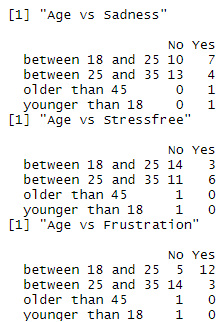 [1] "Age vs Sadness"
No Yes
between 18 and 25 10 7
between 25 and 35 13 4
older than 45 0 1
younger than 18 0 1
[1] "Age vs Stressfree"
No Yes
between 18 and 25 14 3
between 25 and 35 11 6
older than 45 1 0
younger than 18 1 0
[1] "Age vs Frustration"
No Yes
between 18 and 25 5 12
between 25 and 35 14 3
older than 45 1 0
younger than 18 1 0